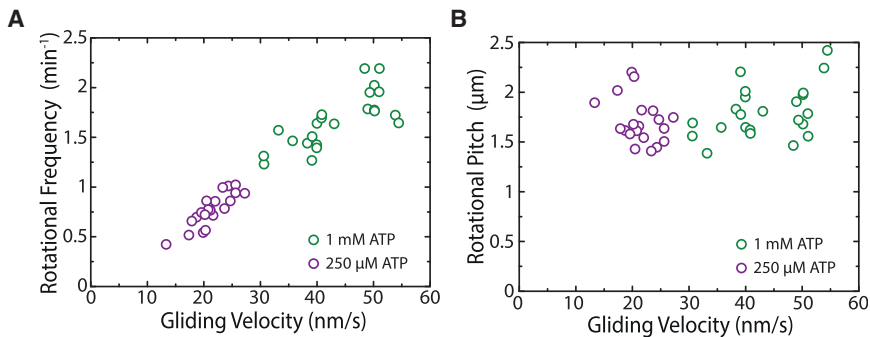 A
Rotational Frequency (min⁻¹)
2.5
2
1.5
1
0.5
0
0 10 20 30 40 50 60
Gliding Velocity (nm/s)
1 mM ATP
250 µM ATP
B
Rotational Pitch (µm)
2.5
2
1.5
1
0.5
0
0 10 20 30 40 50 60
Gliding Velocity (nm/s)
1 mM ATP
250 µM ATP